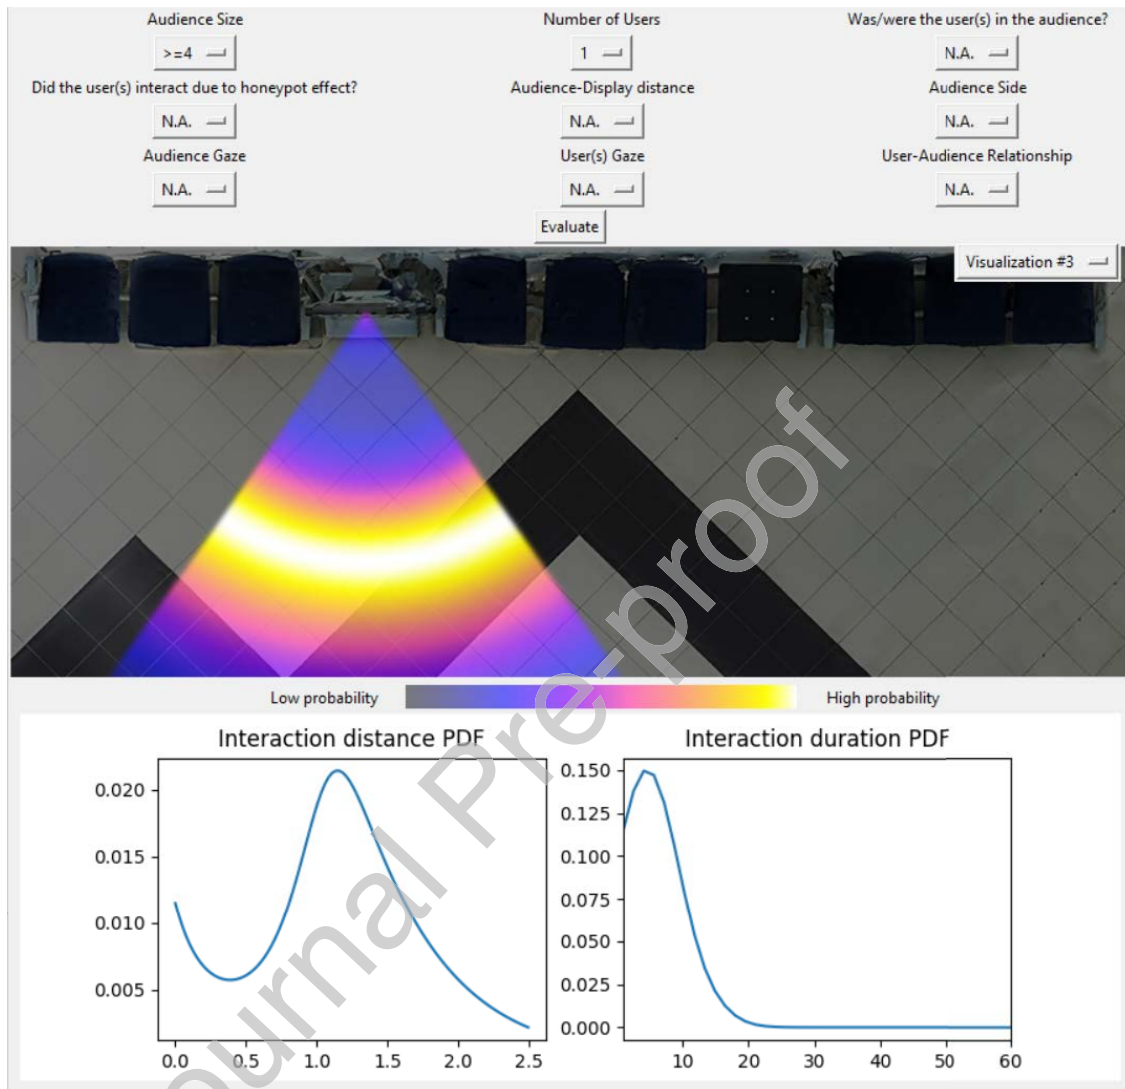 Audience Size Number of Users Was/were the user(s) in the audience?
>=4 1 N.A.
Did the user(s) interact due to honeypot effect? Audience-Display distance Audience Side
N.A. N.A. N.A.
Audience Gaze User(s) Gaze User-Audience Relationship
N.A. N.A. N.A.
Evaluate
Visualization #3
Low probability High probability
Interaction distance PDF Interaction duration PDF
0.020
0.015
0.010
0.005
0.0 0.5 1.0 1.5 2.0 2.5
0.150
0.125
0.100
0.075
0.050
0.025
0.000
10 20 30 40 50 60
Journal Pre-proof